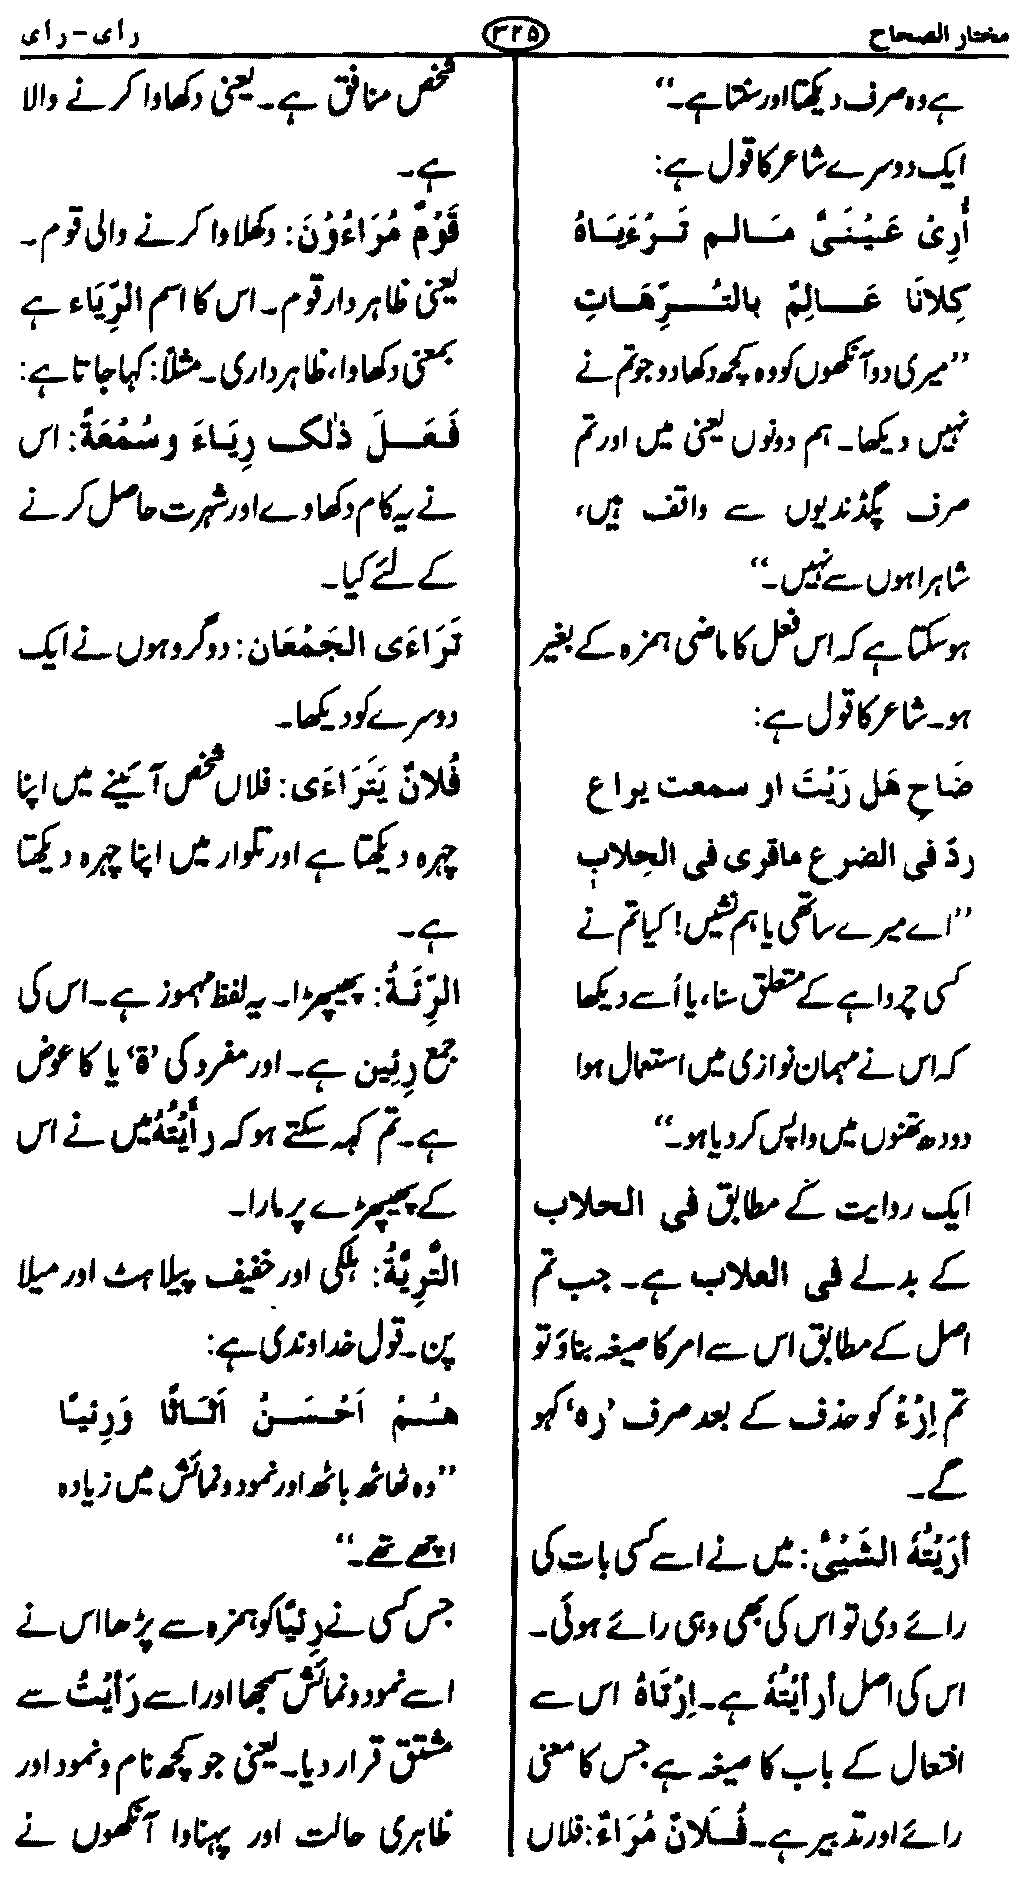 مختار الصحاح
۳۲۵
رأی-رأی
ہے وہ صرف دیکھتا اور سنتا ہے۔“
ایک دوسرے شاعر کا قول ہے:
أُرِیْ عَیْنَیَّ مَالم تَرْءَیَاهُ
کِلانَا عَالِمٌ بالتُّرَّهَاتِ
”میری دو آنکھوں کو وہ کچھ دکھا دو جو تم نے
نہیں دیکھا۔ ہم دونوں یعنی میں اور تم
صرف پگڈنڈیوں سے واقف ہیں،
شاہراہوں سے نہیں۔“
ہو سکتا ہے کہ اس فعل کا ماضی ہمزہ کے بغیر
ہو۔ شاعر کا قول ہے:
صَاحِ هَل رَیْتَ او سمعت براع
ردّ فی الضرع ماقری فی الحِلابِ
”اے میرے ساتھی یا ہم نشیں! کیا تم نے
کسی چرواہے کے متعلق سنا، یا اُسے دیکھا
کہ اس نے مہمان نوازی میں استعمال ہوا
دودھ تھنوں میں واپس کر دیا ہو۔“
ایک روایت کے مطابق فی الحلاب
کے بدلے فی العلاب ہے۔ جب تم
اصل کے مطابق اس سے امر کا صیغہ بناؤ تو
تم اِرْءَ کو حذف کے بعد صرف ’رہ‘ کہو
گے۔
أرَیْتُهُ الشَیْیَٔ: میں نے اسے کسی بات کی
رائے دی تو اس کی بھی وہی رائے ہوئی۔
اس کی اصل أرأیْتُهُ ہے۔ اِرْتَاهُ اس سے
افتعال کے باب کا صیغہ ہے جس کا معنی
رائے اور تدبیر ہے۔ فُلَانٌ مُرَاءٌ: فلاں
شخص منافق ہے۔ یعنی دکھاوا کرنے والا
ہے۔
قَوْمٌ مُرَاءُوْنَ: دکھلاوا کرنے والی قوم۔
یعنی ظاہر دار قوم۔ اس کا اسم الرِّیَاء ہے
بمعنی دکھاوا، ظاہر داری۔ مثلاً: کہا جاتا ہے:
فَعَلَ ذٰلک رِیَاءَ وسُمْعَةً: اس
نے یہ کام دکھاوے اور شہرت حاصل کرنے
کے لئے کیا۔
تَرَاءَی الجَمْعَان: دو گروہوں نے ایک
دوسرے کو دیکھا۔
فُلانٌ یَتَرَاءَی: فلاں شخص آئینے میں اپنا
چہرہ دیکھتا ہے اور تلوار میں اپنا چہرہ دیکھتا
ہے۔
الرِّئَةُ: پھیپھڑا۔ یہ لفظ مہموز ہے۔ اس کی
جمع رِئِین ہے۔ اور مفرد کی ’ة‘ یا کا عوض
ہے۔ تم کہہ سکتے ہو کہ رأیْتُهُ میں نے اس
کے پھیپھڑے پر مارا۔
التَّرِیَّةُ: ہلکی اور خفیف پیلاہٹ اور میلا
پن۔ قول خداوندی ہے:
هُمْ اَحْسَنُ اَثَاثًا وَرِئیًا
”وہ ٹھاٹھ باٹھ اور نمود و نمائش میں زیادہ
اچھے تھے۔“
جس کسی نے رِئیًا کو ہمزہ سے پڑھا اس نے
اسے نمود و نمائش سمجھا اور اسے رَأیْتُ سے
مشتق قرار دیا۔ یعنی جو کچھ نام و نمود اور
ظاہری حالت اور پہناوا آنکھوں نے